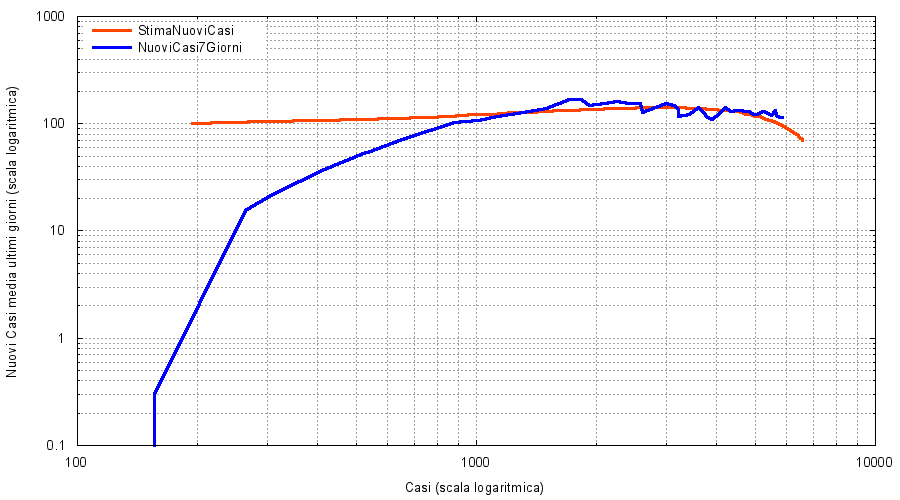 1000
StimaNuoviCasi
NuoviCasi7Giorni
100
10
1
0.1
100
1000
10000
Nuovi Casi media ultimi giorni (scala logaritmica)
Casi (scala logaritmica)